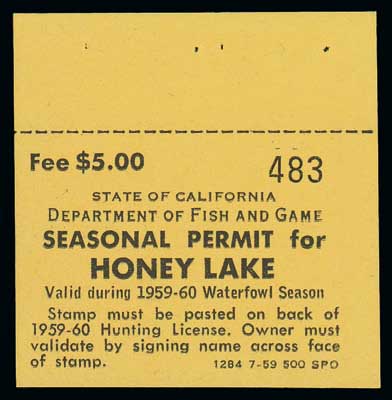 Fee $5.00 483
STATE OF CALIFORNIA
DEPARTMENT OF FISH AND GAME
SEASONAL PERMIT for
HONEY LAKE
Valid during 1959-60 Waterfowl Season
Stamp must be pasted on back of
1959-60 Hunting License. Owner must
validate by signing name across face
of stamp. 1284 7-59 500 SPO